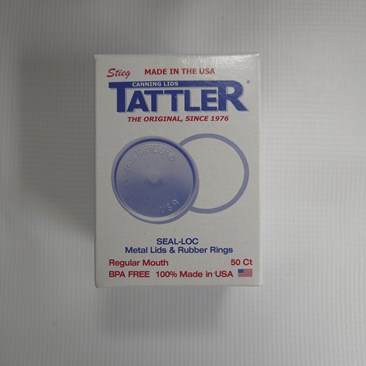 Stieg MADE IN THE USA
CANNING LIDS
TATTLER®
THE ORIGINAL, SINCE 1976
USA
SEAL-LOC
Metal Lids & Rubber Rings
Regular Mouth 50 Ct
BPA FREE 100% Made in USA